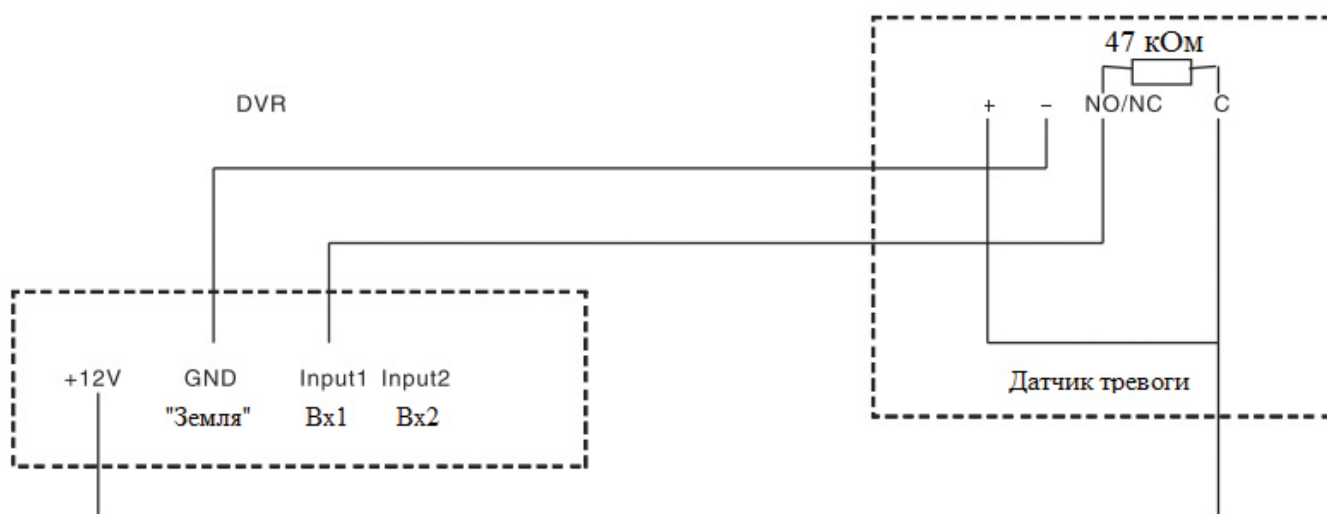 47 кОм
DVR
+ − NO/NC C
+12V GND Input1 Input2
"Земля" Вх1 Вх2
Датчик тревоги